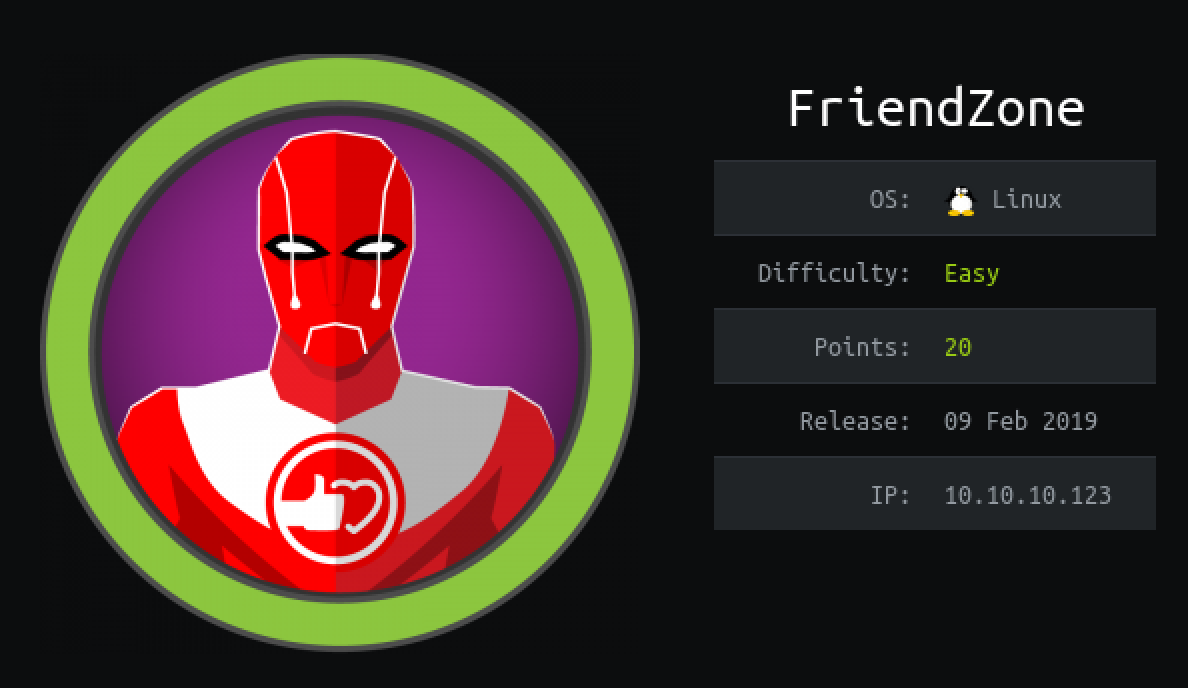 FriendZone
OS: Linux
Difficulty: Easy
Points: 20
Release: 09 Feb 2019
IP: 10.10.10.123